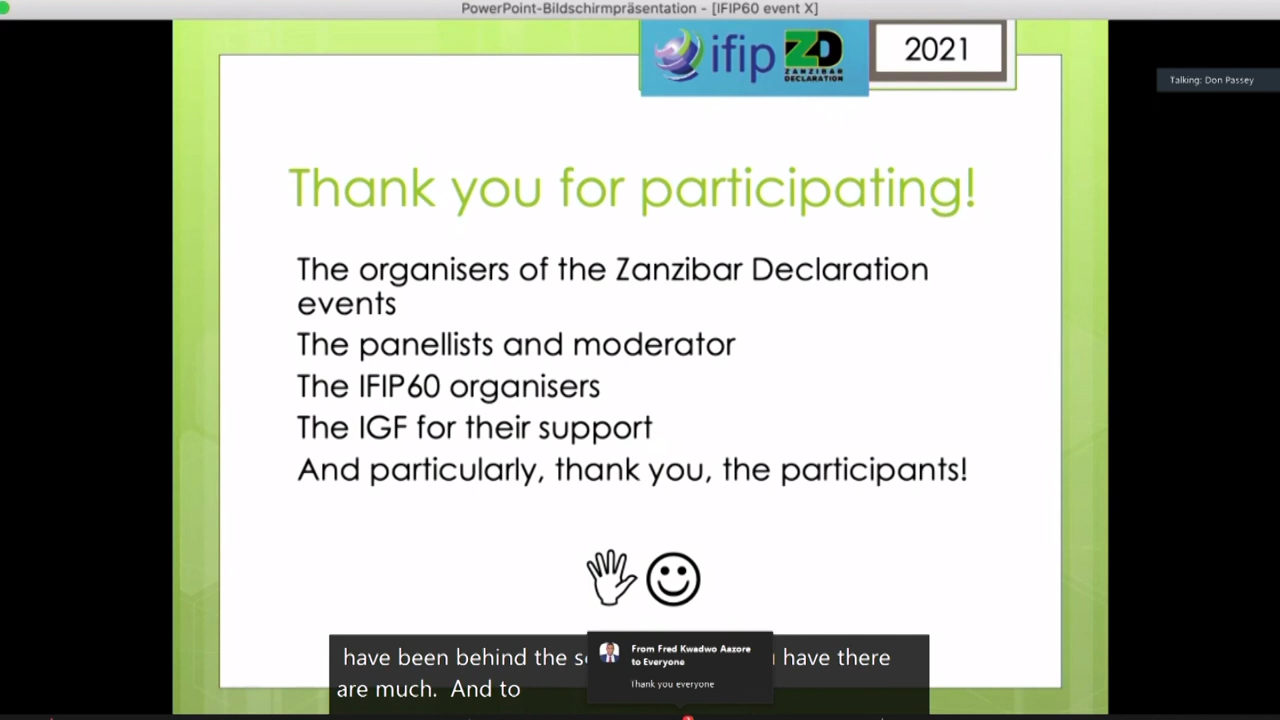 PowerPoint-Bildschirmpräsentation - [IFIP60 event X]
ifip ZD
ZANZIBAR
DECLARATION
2021
Talking: Don Passey
Thank you for participating!
The organisers of the Zanzibar Declaration
events
The panellists and moderator
The IFIP60 organisers
The IGF for their support
And particularly, thank you, the participants!
have been behind the have there
are much. And to
From Fred Kwadwo Aazore
to Everyone
Thank you everyone